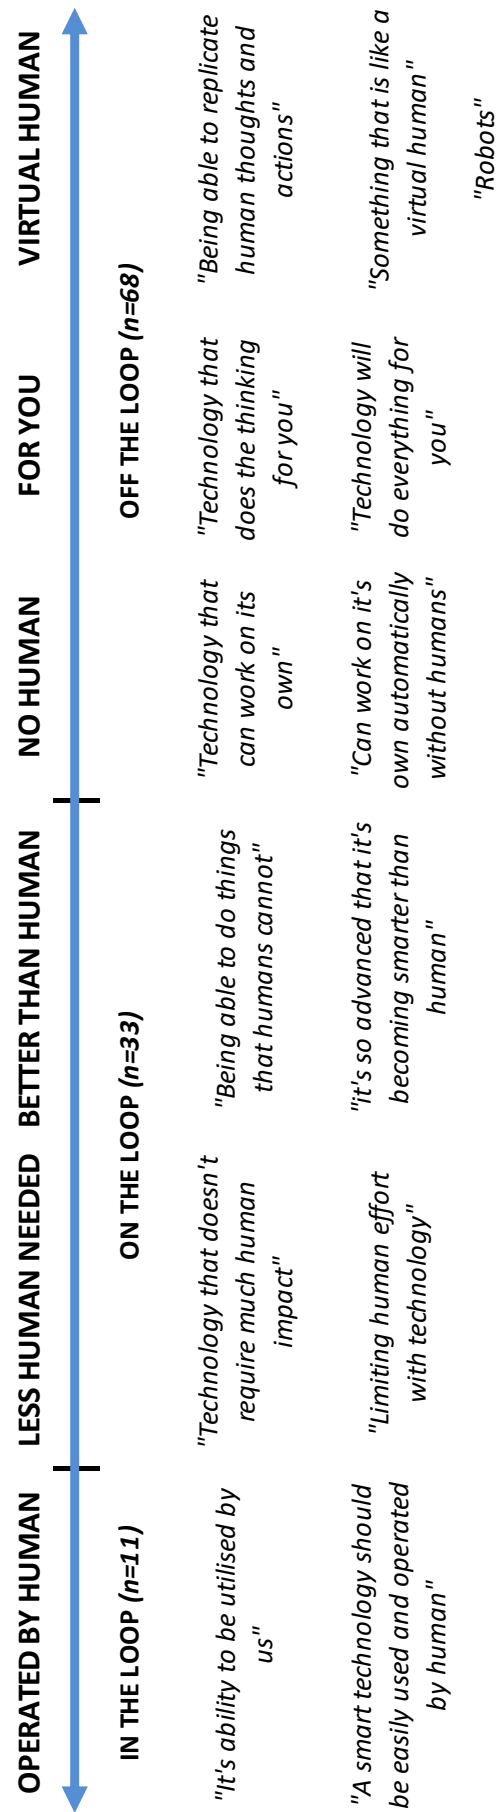 OPERATED BY HUMAN
LESS HUMAN NEEDED
BETTER THAN HUMAN
NO HUMAN
FOR YOU
VIRTUAL HUMAN
IN THE LOOP (n=11)
ON THE LOOP (n=33)
OFF THE LOOP (n=68)
"It's ability to be utilised by
us"
"Technology that doesn't
require much human
impact"
"Being able to do things
that humans cannot"
"Technology that
can work on its
own"
"Technology that
does the thinking
for you"
"Being able to replicate
human thoughts and
actions"
"A smart technology should
be easily used and operated
by human"
"Limiting human effort
with technology"
"it's so advanced that it's
becoming smarter than
human"
"Can work on it's
own automatically
without humans"
"Technology will
do everything for
you"
"Something that is like a
virtual human"
"Robots"